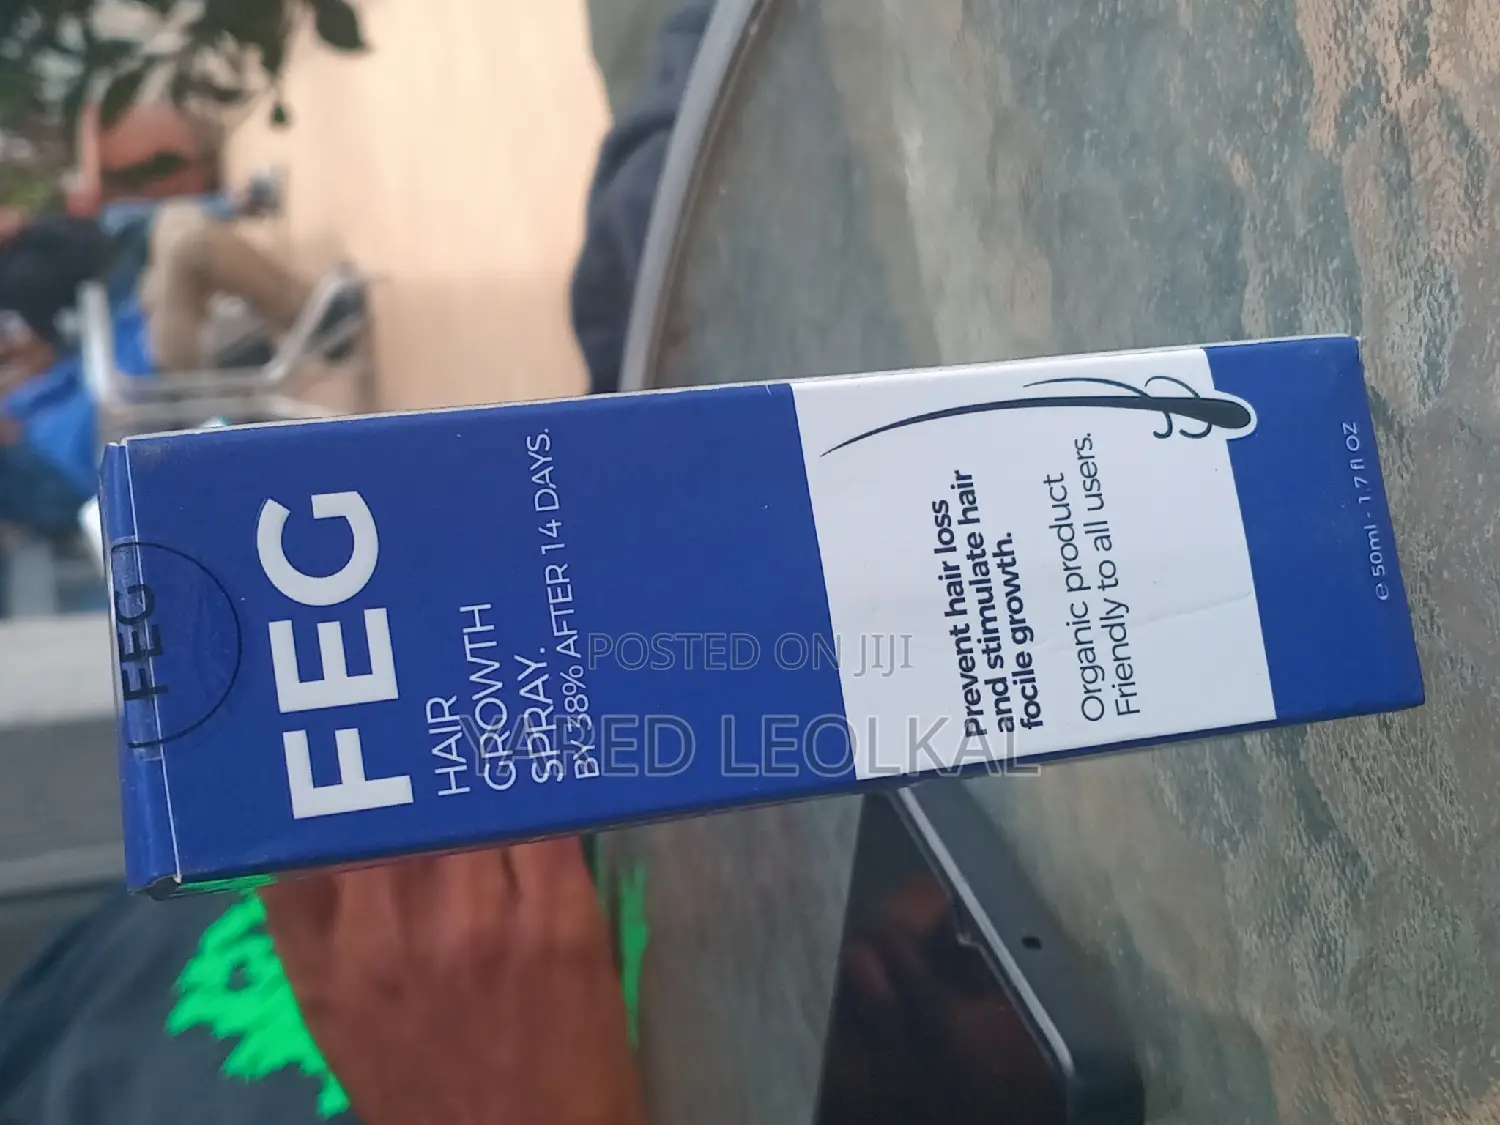 FEG
FEG
HAIR
GROWTH
SPRAY.
BY 38% AFTER 14 DAYS.
Prevent hair loss
and stimulate hair
focile growth.
Organic product
Friendly to all users.
e 50ml - 1.7 fl OZ
POSTED ON JIJI
YARED LEOLKAL